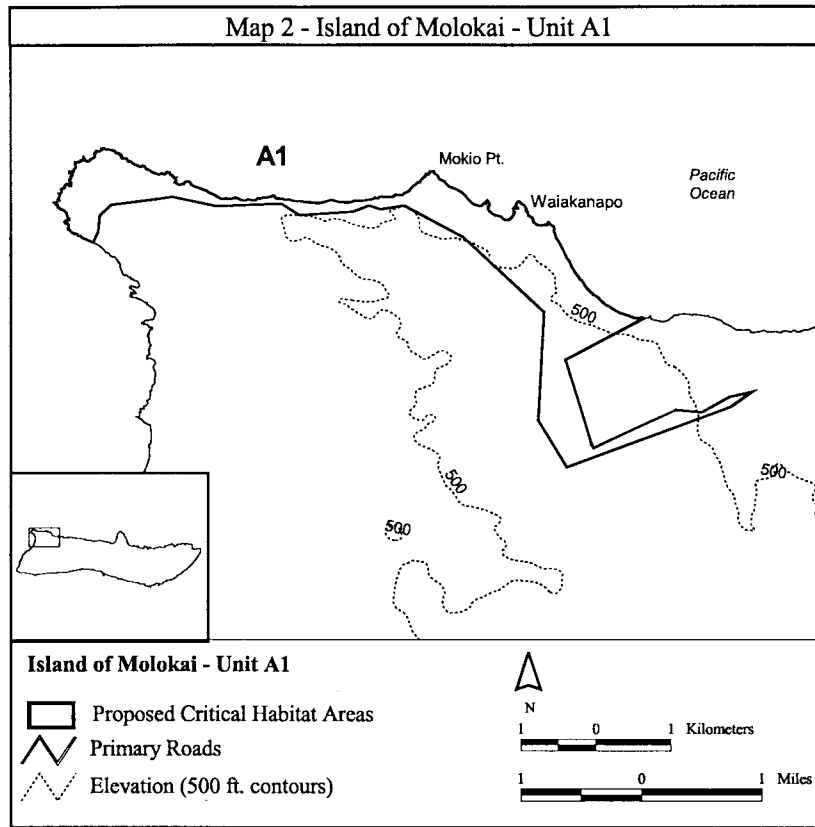 Map 2 - Island of Molokai - Unit A1
A1
Mokio Pt.
Waiakanapo
Pacific
Ocean
500
500
500
500
Island of Molokai - Unit A1
Proposed Critical Habitat Areas
Primary Roads
Elevation (500 ft. contours)
N
1 0 1 Kilometers
1 0 1 Miles